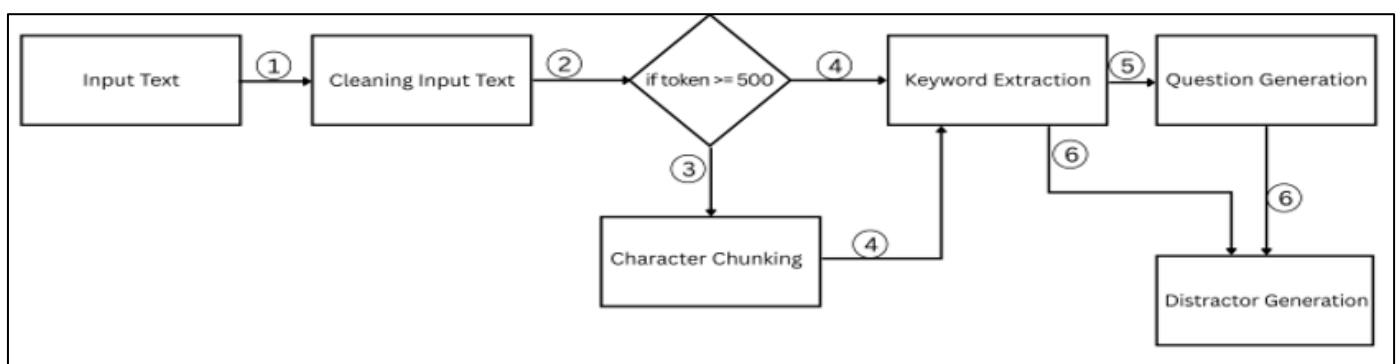 Input Text
①
Cleaning Input Text
②
if token >= 500
④
Keyword Extraction
⑤
Question Generation
③
⑥
⑥
Character Chunking
④
Distractor Generation